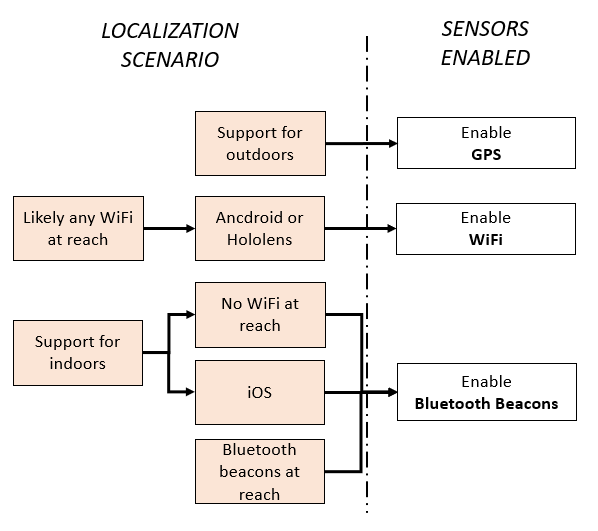 LOCALIZATION
SCENARIO
SENSORS
ENABLED
Support for
outdoors
Enable
GPS
Likely any WiFi
at reach
Ancdroid or
Hololens
Enable
WiFi
No WiFi at
reach
Support for
indoors
iOS
Enable
Bluetooth Beacons
Bluetooth
beacons at
reach